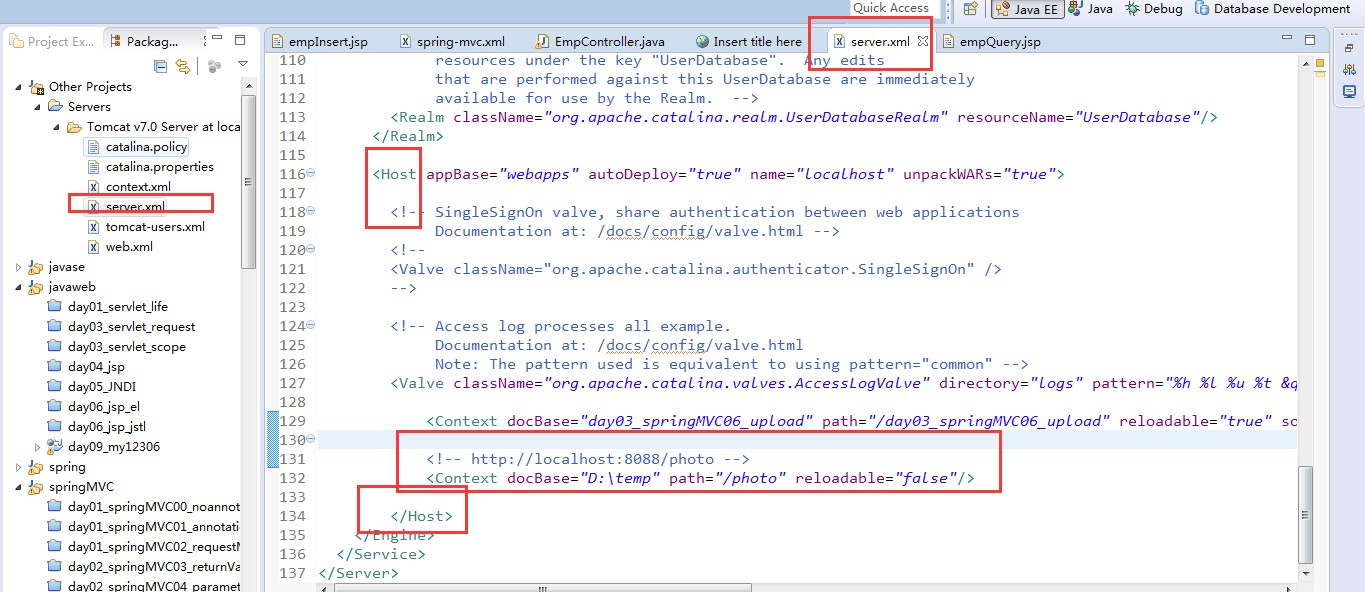 Quick Access
Java EE
Java
Debug
Database Development
Project Ex...
Packag...
empInsert.jsp
spring-mvc.xml
EmpController.java
Insert title here
server.xml
empQuery.jsp
Other Projects
Servers
Tomcat v7.0 Server at loca
catalina.policy
catalina.properties
context.xml
server.xml
tomcat-users.xml
web.xml
javase
javaweb
day01_servlet_life
day03_servlet_request
day03_servlet_scope
day04_jsp
day05_JNDI
day06_jsp_el
day06_jsp_jstl
day09_my12306
spring
springMVC
day01_springMVC00_noannot
day01_springMVC01_annotati
day01_springMVC02_requestM
day02_springMVC03_returnVa
day02_springMVC04_paramet
110 resources under the key "UserDatabase".  Any edits
111 that are performed against this UserDatabase are immediately
112 available for use by the Realm.  -->
113 <Realm className="org.apache.catalina.realm.UserDatabaseRealm" resourceName="UserDatabase"/>
114 </Realm>
115
116 <Host appBase="webapps" autoDeploy="true" name="localhost" unpackWARs="true">
117
118 <!-- SingleSignOn valve, share authentication between web applications
119 Documentation at: /docs/config/valve.html -->
120 <!--
121 <Valve className="org.apache.catalina.authenticator.SingleSignOn" />
122 -->
123
124 <!-- Access log processes all example.
125 Documentation at: /docs/config/valve.html
126 Note: The pattern used is equivalent to using pattern="common" -->
127 <Valve className="org.apache.catalina.valves.AccessLogValve" directory="logs" pattern="%h %l %u %t &q
128
129 <Context docBase="day03_springMVC06_upload" path="/day03_springMVC06_upload" reloadable="true" so
130
131 <!-- http://localhost:8088/photo -->
132 <Context docBase="D:\temp" path="/photo" reloadable="false"/>
133
134 </Host>
135 </Engine>
136 </Service>
137 </Server>